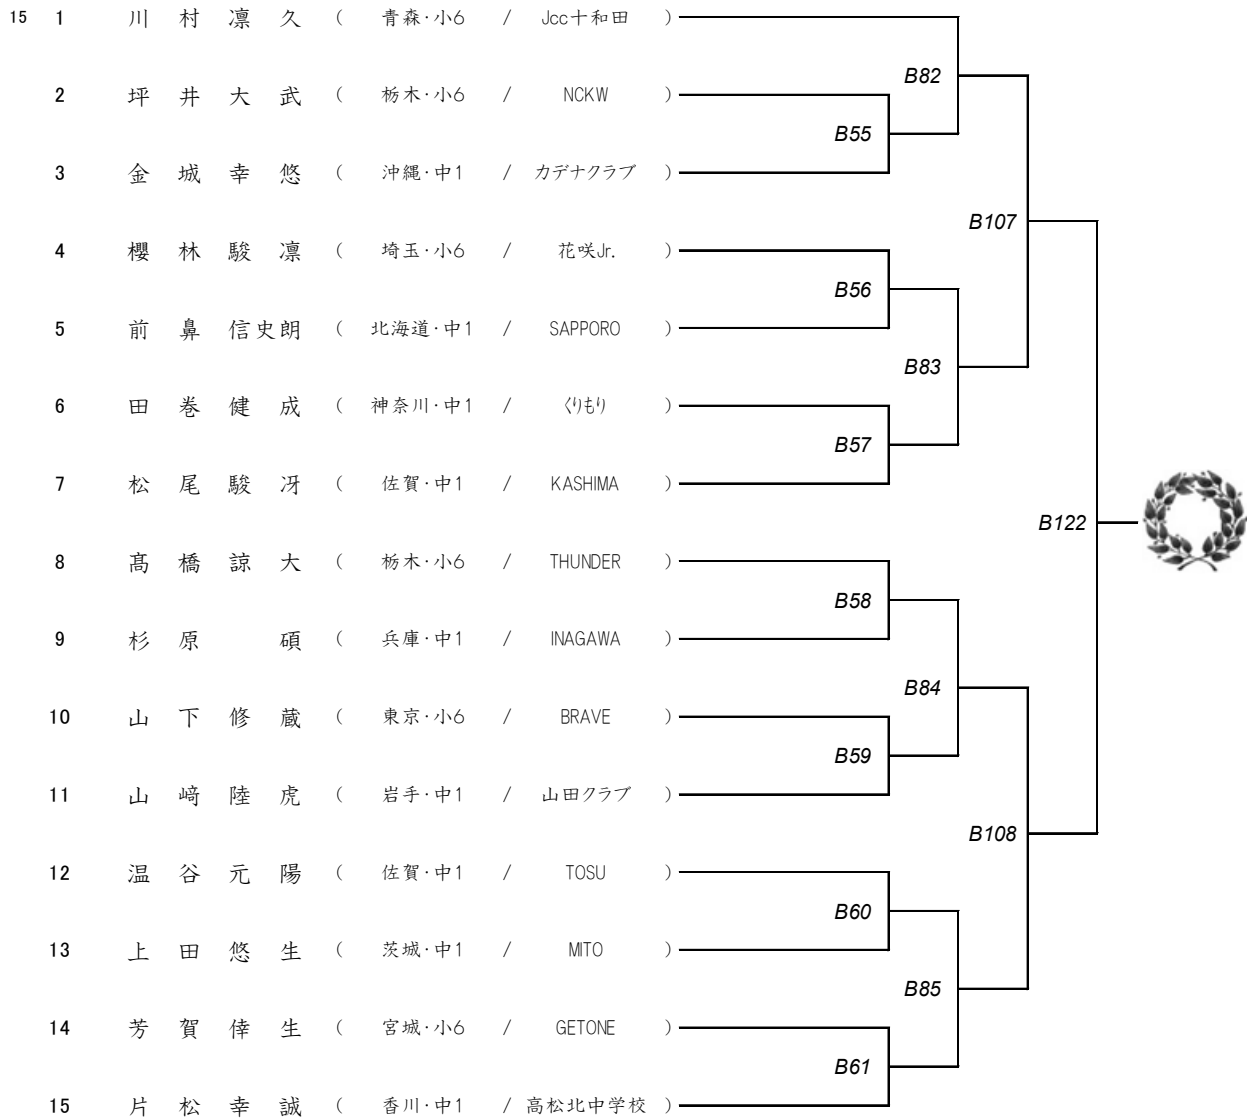 15 1 川村凛久 ( 青森・小6 / Jcc十和田 )
B82
2 坪井大武 ( 栃木・小6 / NCKW )
B55
3 金城幸悠 ( 沖縄・中1 / カデナクラブ )
B107
4 櫻林駿凛 ( 埼玉・小6 / 花咲Jr. )
B56
5 前鼻信史朗 ( 北海道・中1 / SAPPORO )
B83
6 田巻健成 ( 神奈川・中1 / くりもり )
B57
7 松尾駿冴 ( 佐賀・中1 / KASHIMA )
B122
8 髙橋諒大 ( 栃木・小6 / THUNDER )
B58
9 杉原 碩 ( 兵庫・中1 / INAGAWA )
B84
10 山下修蔵 ( 東京・小6 / BRAVE )
B59
11 山﨑陸虎 ( 岩手・中1 / 山田クラブ )
B108
12 温谷元陽 ( 佐賀・中1 / TOSU )
B60
13 上田悠生 ( 茨城・中1 / MITO )
B85
14 芳賀倖生 ( 宮城・小6 / GETONE )
B61
15 片松幸誠 ( 香川・中1 / 高松北中学校 )